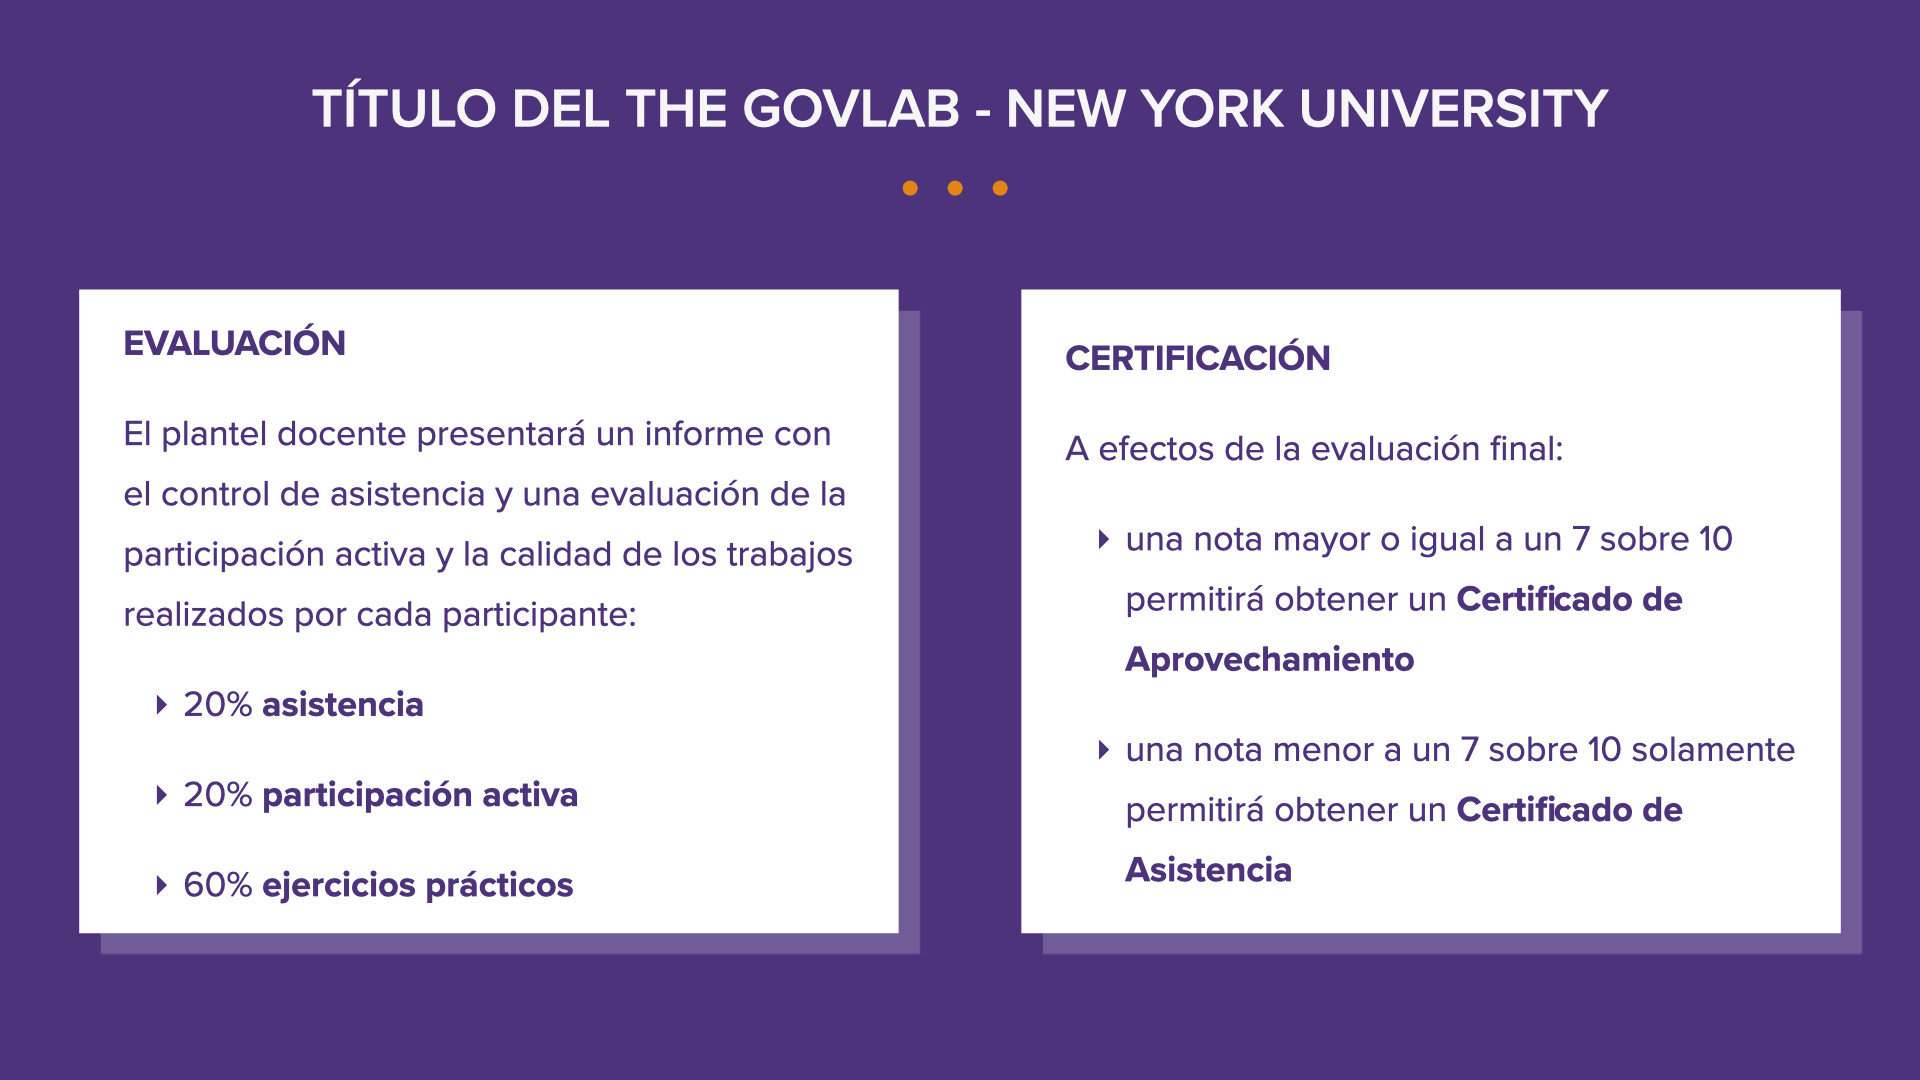 TÍTULO DEL THE GOVLAB - NEW YORK UNIVERSITY
EVALUACIÓN
El plantel docente presentará un informe con
el control de asistencia y una evaluación de la
participación activa y la calidad de los trabajos
realizados por cada participante:
20% asistencia
20% participación activa
60% ejercicios prácticos
CERTIFICACIÓN
A efectos de la evaluación final:
una nota mayor o igual a un 7 sobre 10
permitirá obtener un Certificado de
Aprovechamiento
una nota menor a un 7 sobre 10 solamente
permitirá obtener un Certificado de
Asistencia